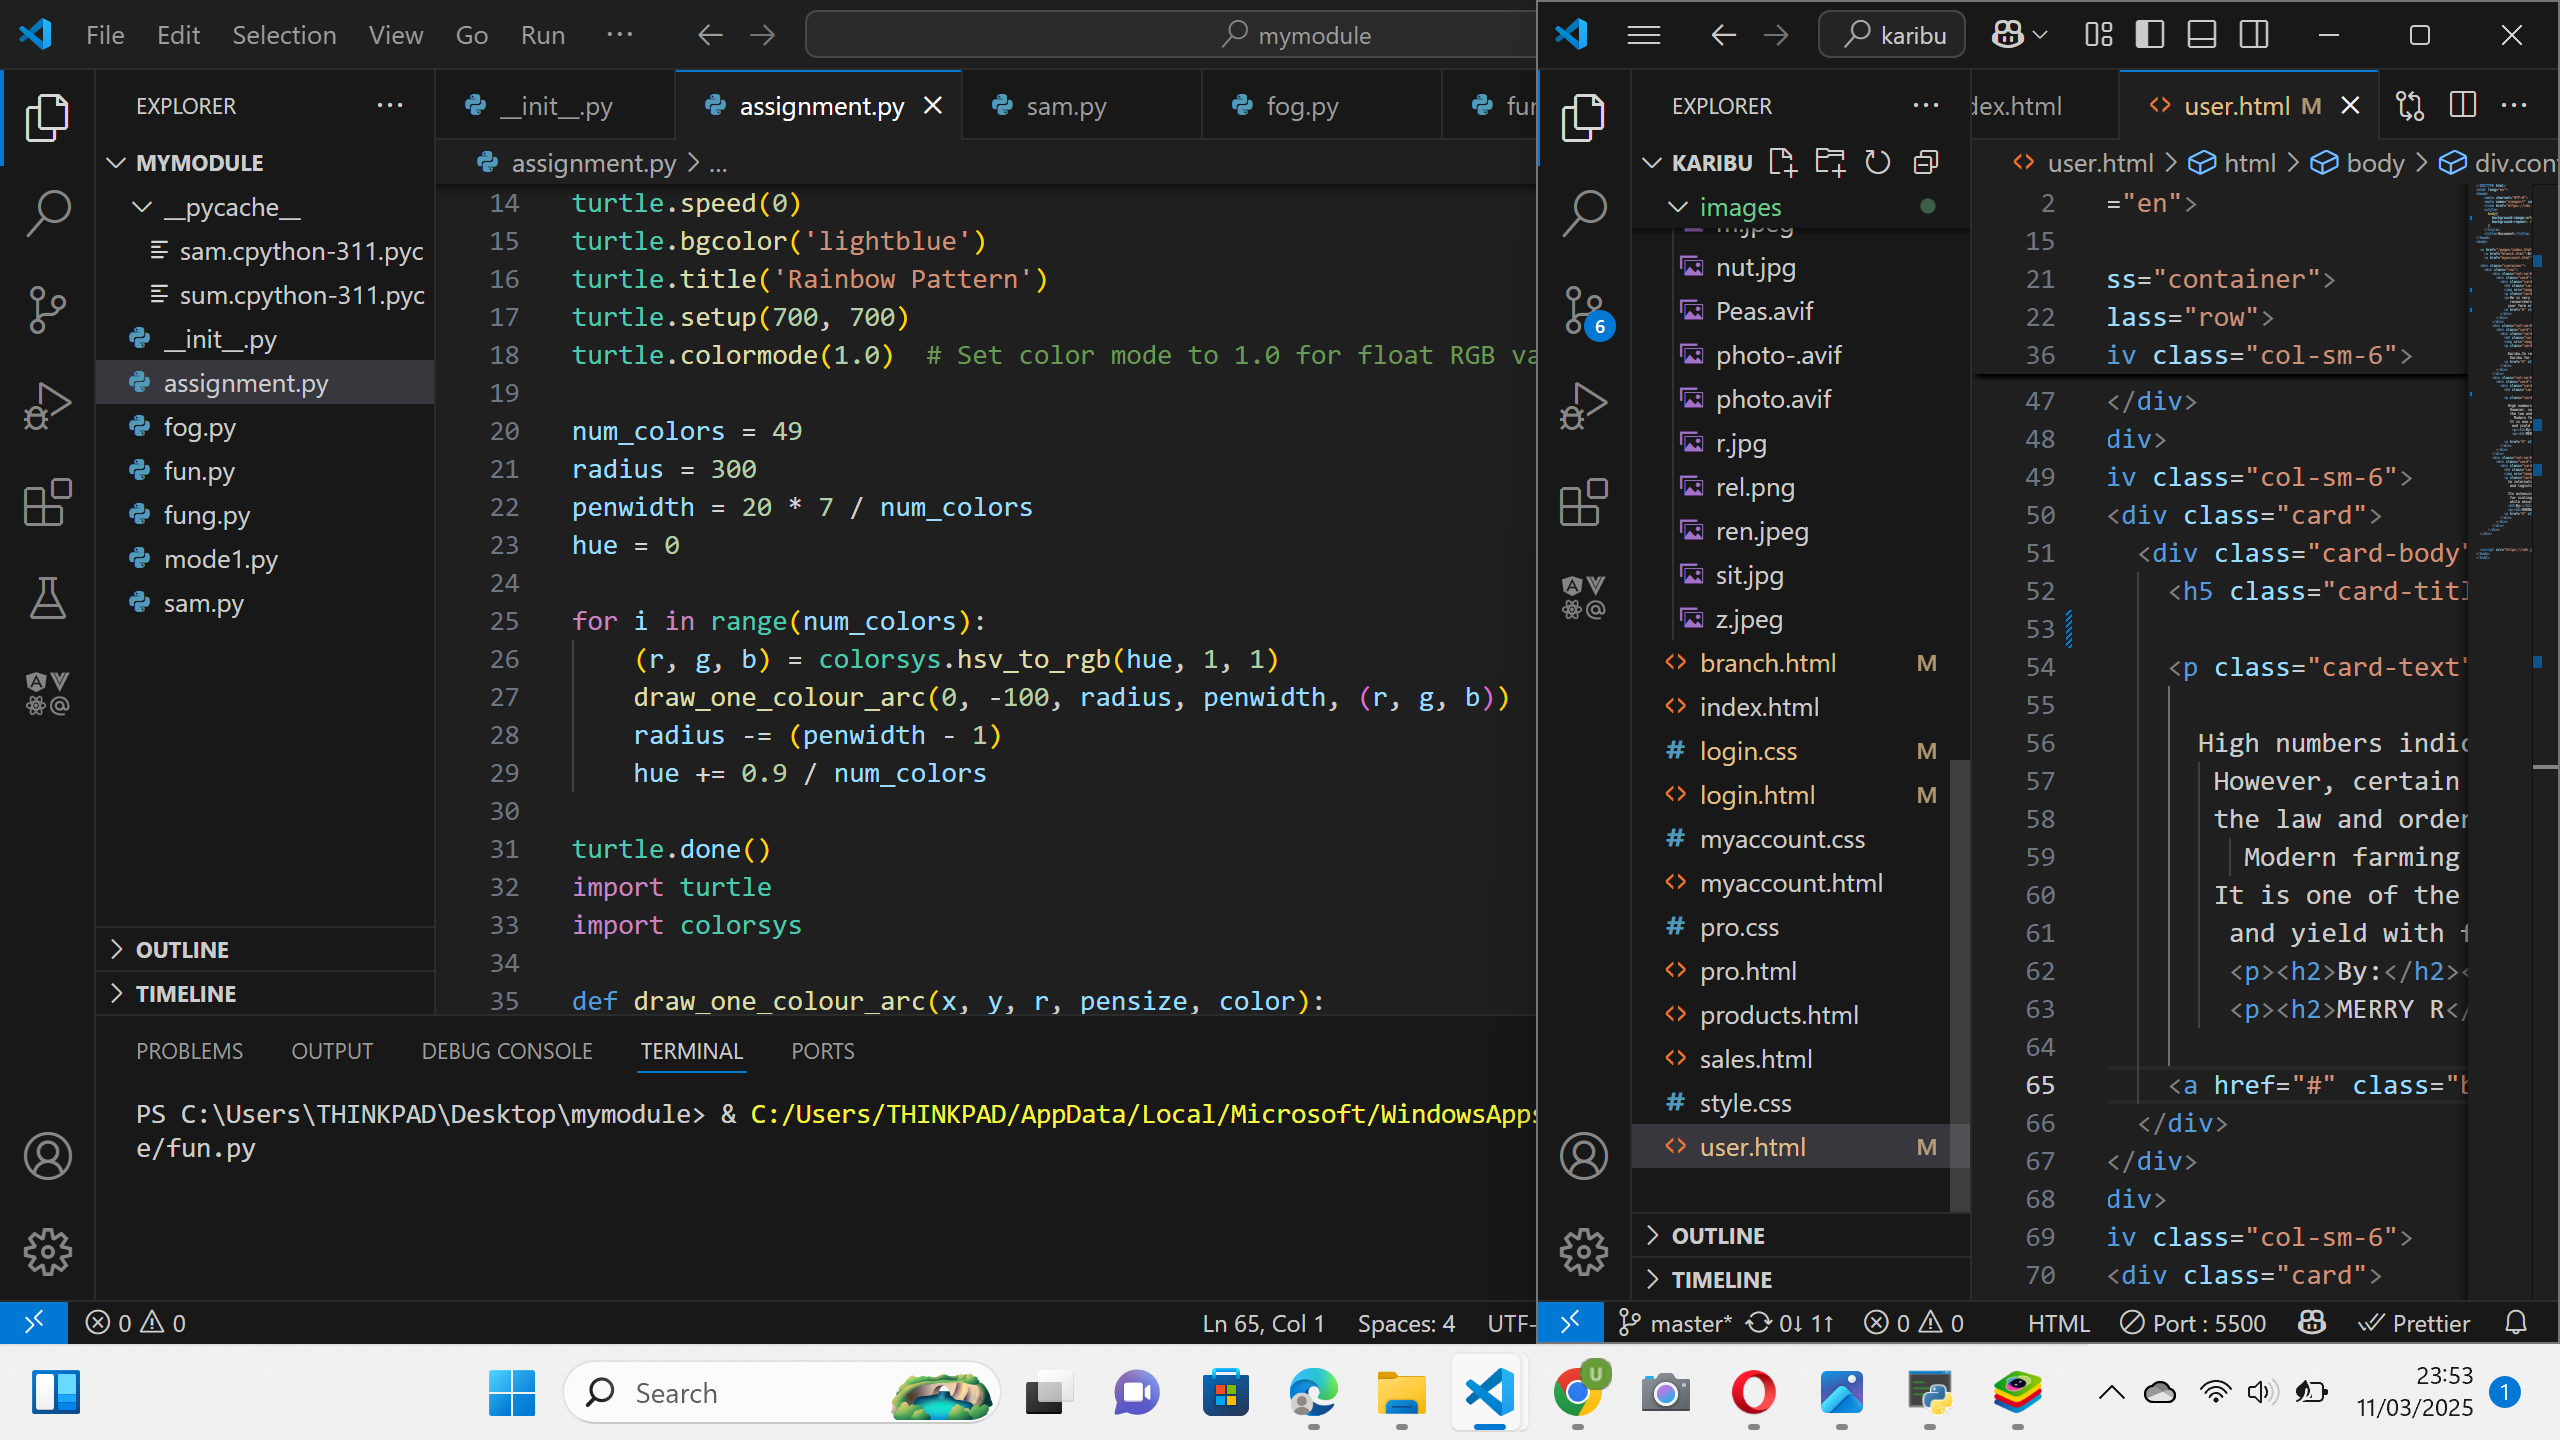 File Edit Selection View Go Run ··· mymodule
EXPLORER
MYMODULE
__pycache__
sam.cpython-311.pyc
sum.cpython-311.pyc
__init__.py
assignment.py
fog.py
fun.py
fung.py
mode1.py
sam.py
OUTLINE
TIMELINE
__init__.py assignment.py sam.py fog.py
assignment.py > ...
14 turtle.speed(0)
15 turtle.bgcolor('lightblue')
16 turtle.title('Rainbow Pattern')
17 turtle.setup(700, 700)
18 turtle.colormode(1.0)  # Set color mode to 1.0 for float RGB va
19
20 num_colors = 49
21 radius = 300
22 penwidth = 20 * 7 / num_colors
23 hue = 0
24
25 for i in range(num_colors):
26     (r, g, b) = colorsys.hsv_to_rgb(hue, 1, 1)
27     draw_one_colour_arc(0, -100, radius, penwidth, (r, g, b))
28     radius -= (penwidth - 1)
29     hue += 0.9 / num_colors
30
31 turtle.done()
32 import turtle
33 import colorsys
34
35 def draw_one_colour_arc(x, y, r, pensize, color):
PROBLEMS OUTPUT DEBUG CONSOLE TERMINAL PORTS
PS C:\Users\THINKPAD\Desktop\mymodule> & C:/Users/THINKPAD/AppData/Local/Microsoft/WindowsApps
e/fun.py
0 0 Ln 65, Col 1 Spaces: 4 UTF-
karibu
EXPLORER
KARIBU
images
m.jpeg
nut.jpg
Peas.avif
photo-.avif
photo.avif
r.jpg
rel.png
ren.jpeg
sit.jpg
z.jpeg
branch.html M
index.html
login.css M
login.html M
myaccount.css
myaccount.html
pro.css
pro.html
products.html
sales.html
style.css
user.html M
OUTLINE
TIMELINE
6
dex.html user.html M
user.html > html > body > div.con
2 ="en">
15
21 ss="container">
22 lass="row">
36 iv class="col-sm-6">
47 </div>
48 div>
49 iv class="col-sm-6">
50 <div class="card">
51 <div class="card-body"
52 <h5 class="card-titl
53
54 <p class="card-text"
55
56 High numbers indic
57 However, certain
58 the law and order
59 Modern farming
60 It is one of the
61 and yield with f
62 <p><h2>By:</h2><
63 <p><h2>MERRY R</
64
65 <a href="#" class="b
66 </div>
67 </div>
68 div>
69 iv class="col-sm-6">
70 <div class="card">
master* 0↓ 1↑ 0 0 HTML Port : 5500 Prettier
Search
U
23:53
11/03/2025
1